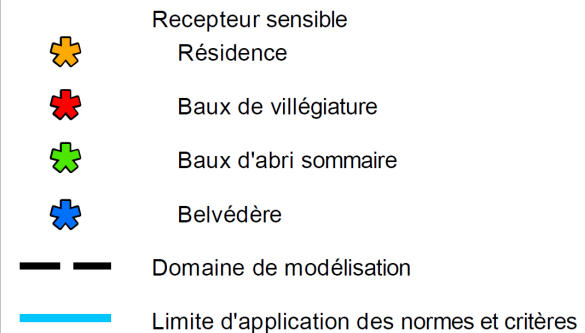 Recepteur sensible
Résidence
Baux de villégiature
Baux d'abri sommaire
Belvédère
Domaine de modélisation
Limite d'application des normes et critères